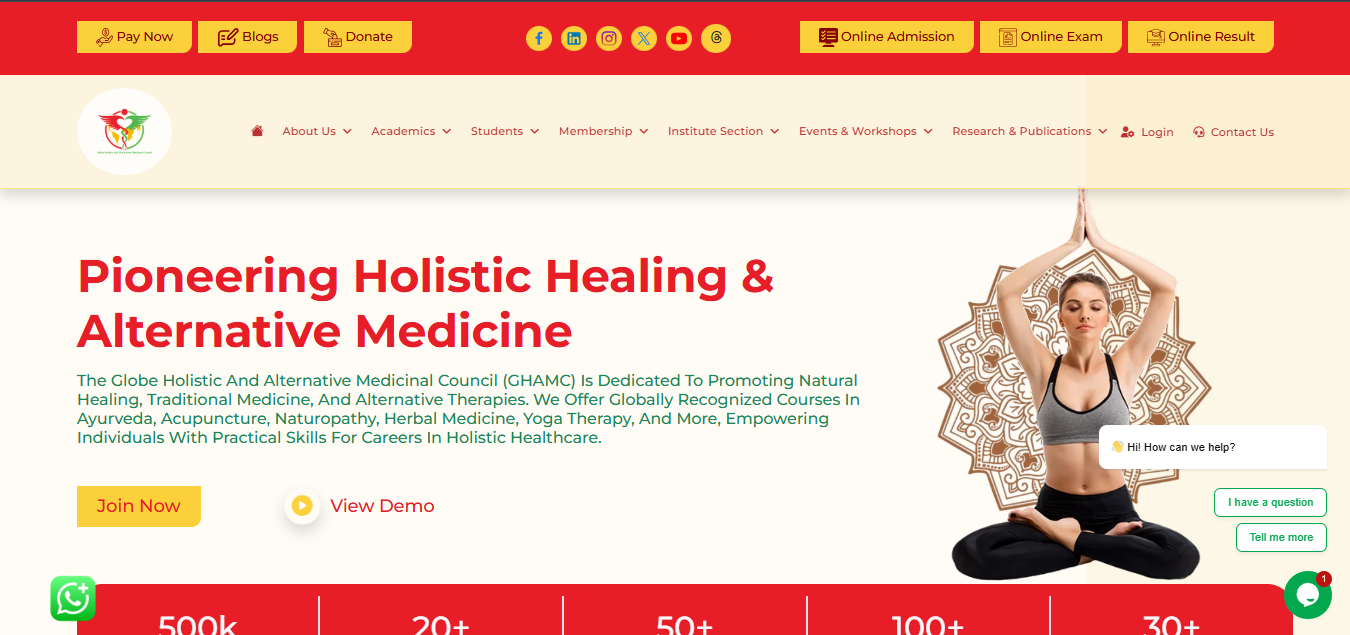 Pay Now
Blogs
Donate
Online Admission
Online Exam
Online Result
About Us
Academics
Students
Membership
Institute Section
Events & Workshops
Research & Publications
Login
Contact Us
Pioneering Holistic Healing &
Alternative Medicine
The Globe Holistic And Alternative Medicinal Council (GHAMC) Is Dedicated To Promoting Natural
Healing, Traditional Medicine, And Alternative Therapies. We Offer Globally Recognized Courses In
Ayurveda, Acupuncture, Naturopathy, Herbal Medicine, Yoga Therapy, And More, Empowering
Individuals With Practical Skills For Careers In Holistic Healthcare.
Join Now
View Demo
👋 Hi! How can we help?
I have a question
Tell me more
1
500k
20+
50+
100+
30+